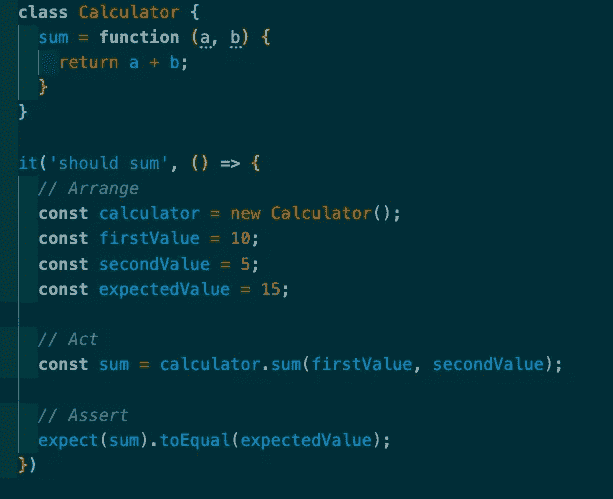 class Calculator {
  sum = function (a, b) {
    return a + b;
  }
}

it('should sum', () => {
  // Arrange
  const calculator = new Calculator();
  const firstValue = 10;
  const secondValue = 5;
  const expectedValue = 15;

  // Act
  const sum = calculator.sum(firstValue, secondValue);

  // Assert
  expect(sum).toEqual(expectedValue);
})